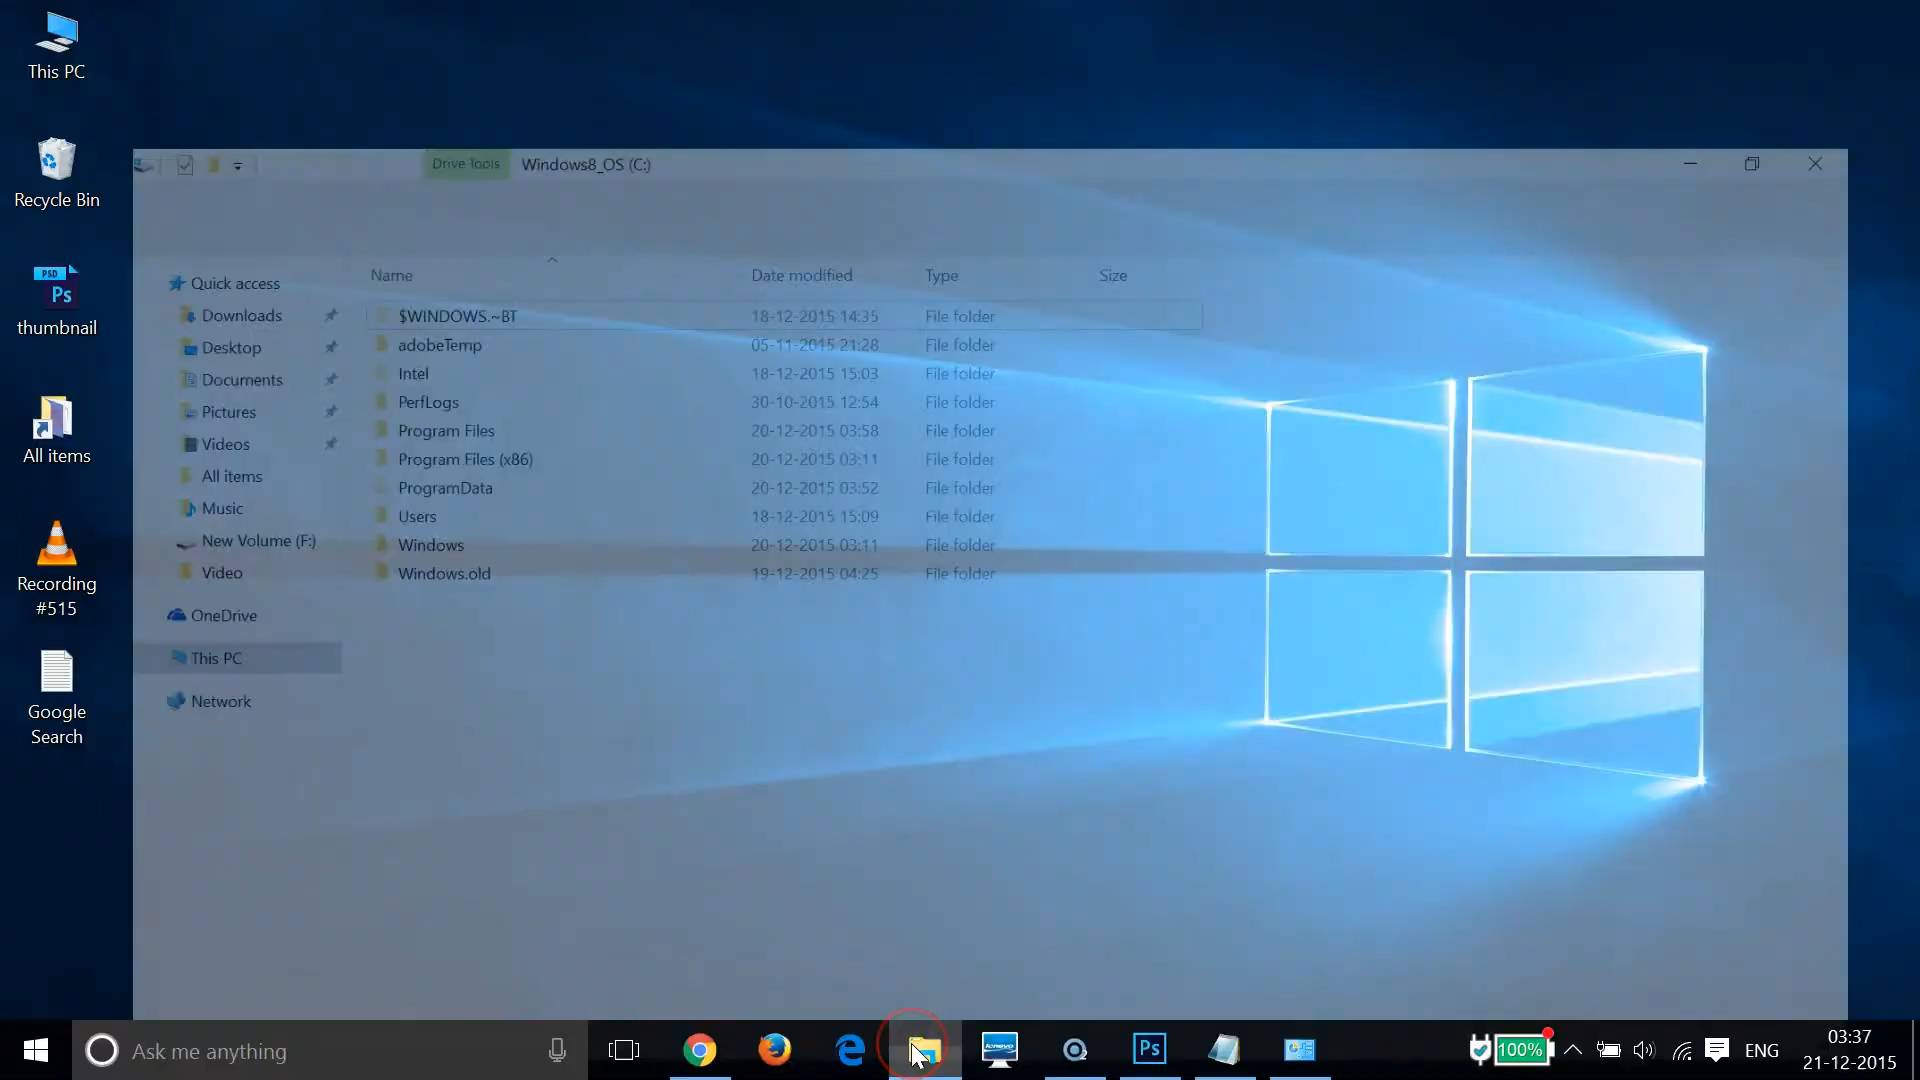 This PC
Recycle Bin
PSD
Ps
thumbnail
All items
Recording
#515
Google
Search
Drive Tools
Windows8_OS (C:)
Quick access
Downloads
Desktop
Documents
Pictures
Videos
All items
Music
New Volume (F:)
Video
OneDrive
This PC
Network
Name Date modified Type Size
$WINDOWS.~BT 18-12-2015 14:35 File folder
adobeTemp 05-11-2015 21:28 File folder
Intel 18-12-2015 15:03 File folder
PerfLogs 30-10-2015 12:54 File folder
Program Files 20-12-2015 03:58 File folder
Program Files (x86) 20-12-2015 03:11 File folder
ProgramData 20-12-2015 03:52 File folder
Users 18-12-2015 15:09 File folder
Windows 20-12-2015 03:11 File folder
Windows.old 19-12-2015 04:25 File folder
Ask me anything
lenovo
Ps
100%
ENG
03:37
21-12-2015